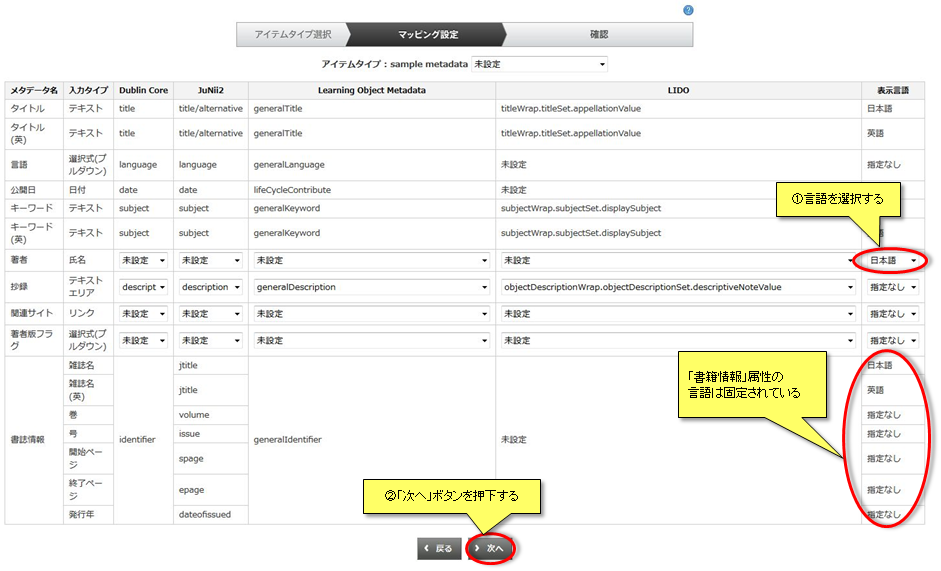 ?
アイテムタイプ選択 マッピング設定 確認
アイテムタイプ : sample metadata 未設定
メタデータ名 入力タイプ Dublin Core JuNii2 Learning Object Metadata LIDO 表示言語
タイトル テキスト title title/alternative generalTitle titleWrap.titleSet.appellationValue 日本語
タイトル
(英) テキスト title title/alternative generalTitle titleWrap.titleSet.appellationValue 英語
言語 選択式(プ
ルダウン) language language generalLanguage 未設定 指定なし
公開日 日付 date date lifeCycleContribute 未設定
キーワード テキスト subject subject generalKeyword subjectWrap.subjectSet.displaySubject
キーワード
(英) テキスト subject subject generalKeyword subjectWrap.subjectSet.displaySubject 語
①言語を選択する
著者 氏名 未設定 未設定 未設定 未設定 日本語
抄録 テキスト
エリア descript description generalDescription objectDescriptionWrap.objectDescriptionSet.descriptiveNoteValue 指定なし
関連サイト リンク 未設定 未設定 未設定 未設定 指定なし
著者版フラ
グ 選択式(プ
ルダウン) 未設定 未設定 未設定 未設定 指定なし
書誌情報 identifier generalIdentifier 未設定
雑誌名 jtitle 日本語
雑誌名
(英) jtitle 英語
巻 volume 指定なし
号 issue 指定なし
開始ペー
ジ spage 指定なし
終了ペー
ジ epage 指定なし
発行年 dateofissued 指定なし
「書籍情報」属性の
言語は固定されている
②「次へ」ボタンを押下する
戻る 次へ